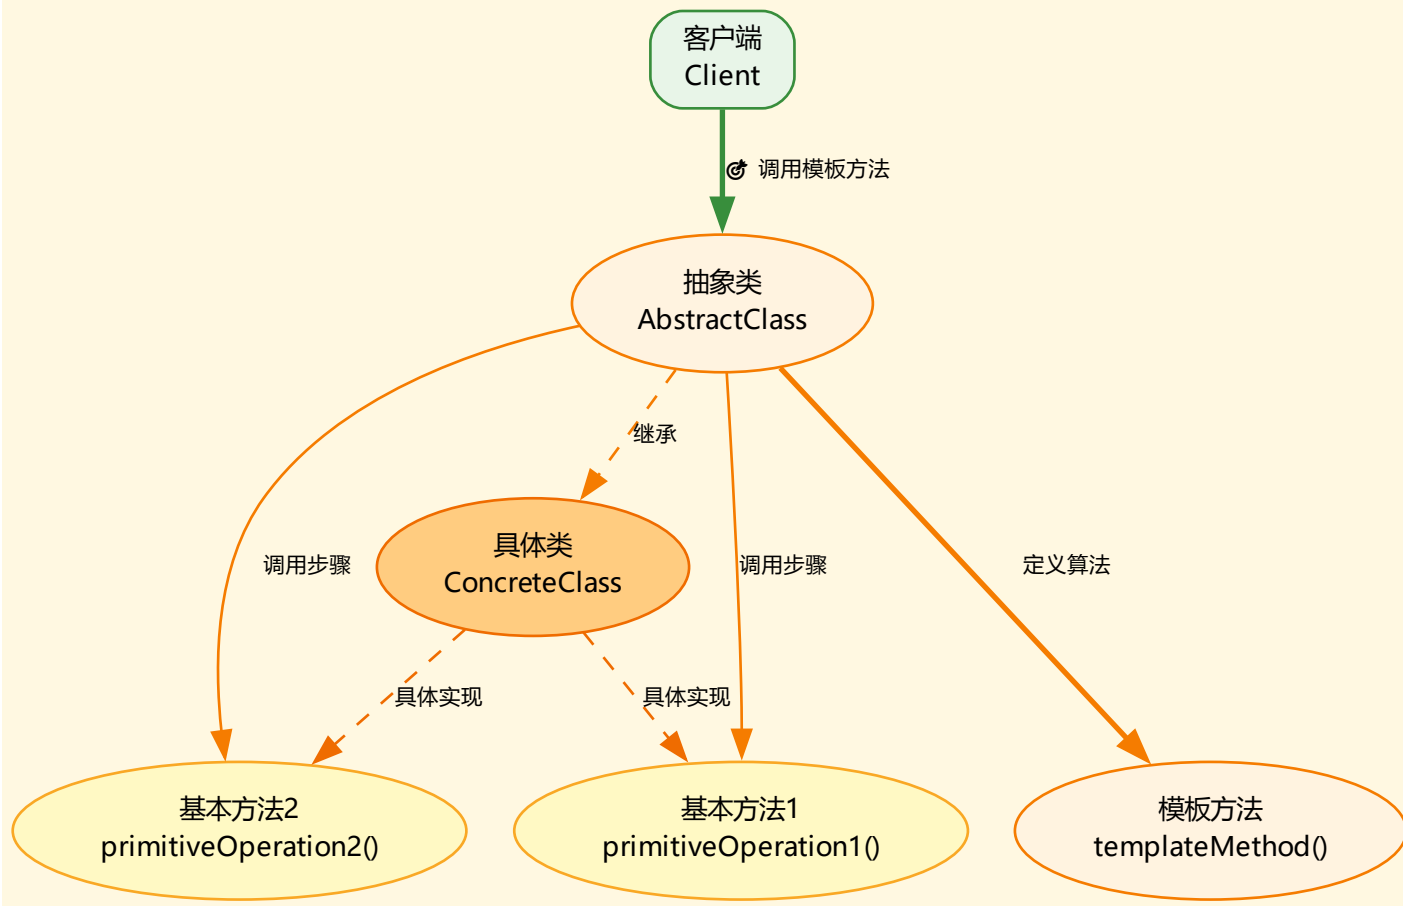 客户端
Client
🎯 调用模板方法
抽象类
AbstractClass
继承
具体类
ConcreteClass
调用步骤
调用步骤
定义算法
具体实现
具体实现
基本方法2
primitiveOperation2()
基本方法1
primitiveOperation1()
模板方法
templateMethod()